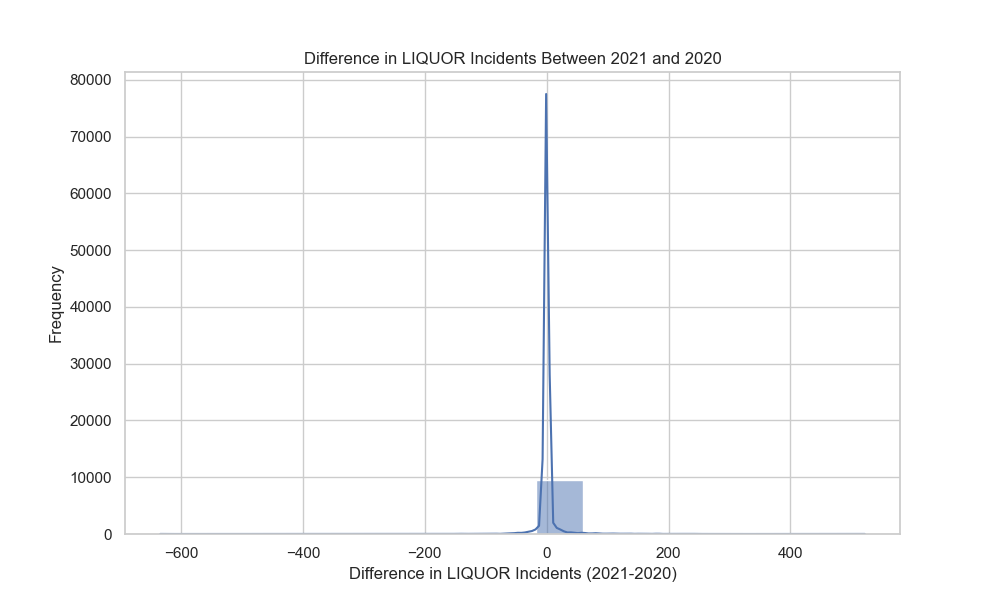 Difference in LIQUOR Incidents Between 2021 and 2020
80000
70000
60000
50000
40000
30000
20000
10000
0
Frequency
−600 −400 −200 0 200 400
Difference in LIQUOR Incidents (2021-2020)